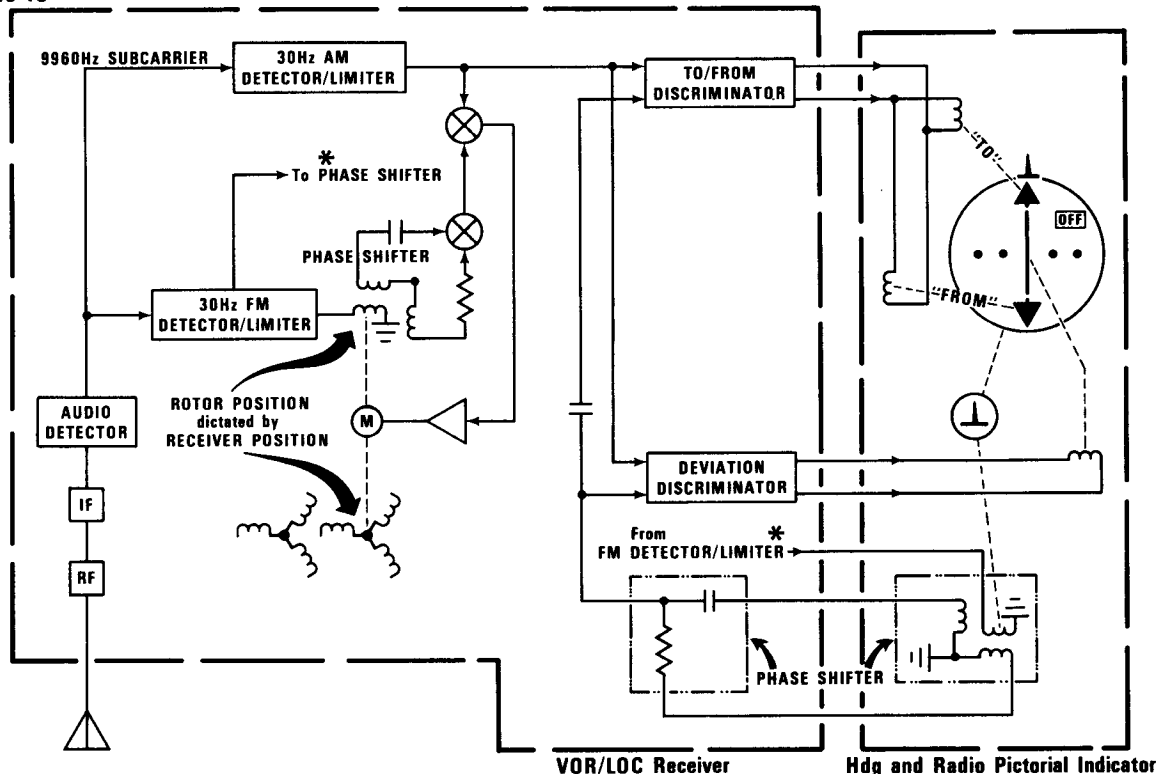 9960Hz SUBCARRIER
30Hz AM
DETECTOR/LIMITER
TO/FROM
DISCRIMINATOR
"TO"
OFF
*
To PHASE SHIFTER
PHASE SHIFTER
30Hz FM
DETECTOR/LIMITER
"FROM"
AUDIO
DETECTOR
ROTOR POSITION
dictated by
RECEIVER POSITION
M
IF
RF
DEVIATION
DISCRIMINATOR
From
FM DETECTOR/LIMITER*
PHASE SHIFTER
VOR/LOC Receiver
Hdg and Radio Pictorial Indicator